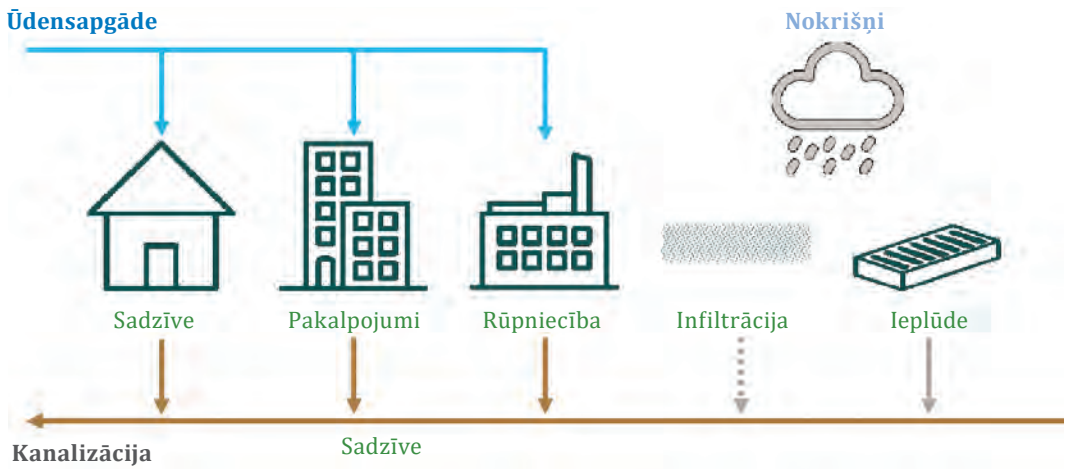 Ūdensapgāde
Nokrišņi
Sadzīve
Pakalpojumi
Rūpniecība
Infiltrācija
Ieplūde
Kanalizācija
Sadzīve